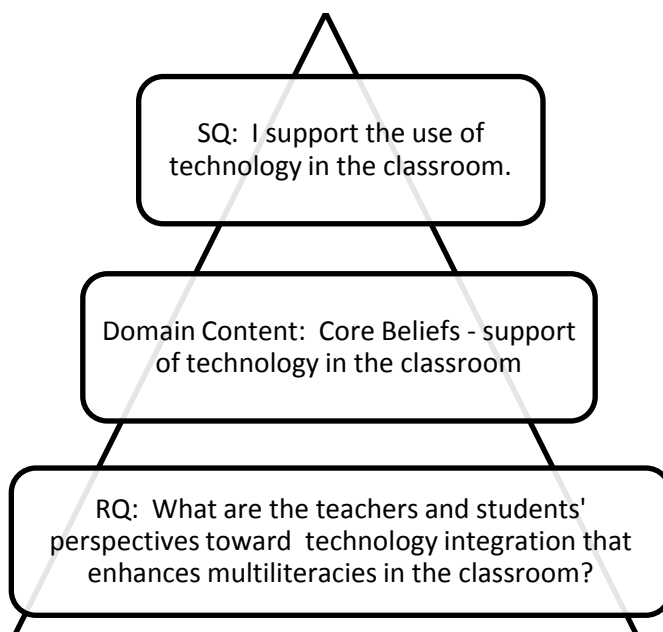 SQ:  I support the use of
technology in the classroom.
Domain Content:  Core Beliefs - support
of technology in the classroom
RQ:  What are the teachers and students'
perspectives toward  technology integration that
enhances multiliteracies in the classroom?